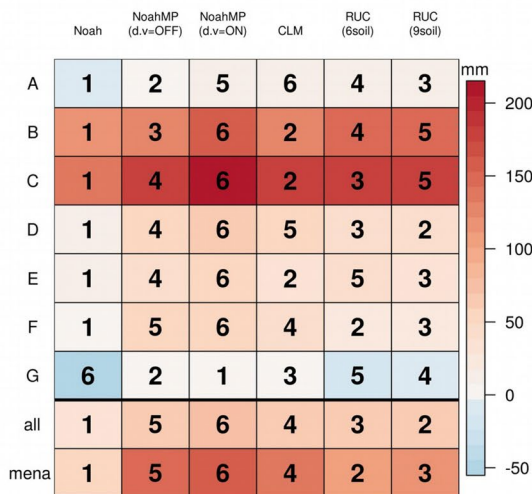 Noah NoahMP (d.v=OFF) NoahMP (d.v=ON) CLM RUC (6soil) RUC (9soil)
mm
A 1 2 5 6 4 3
200
B 1 3 6 2 4 5
150
C 1 4 6 2 3 5
D 1 4 6 5 3 2
100
E 1 4 6 2 5 3
50
F 1 5 6 4 2 3
0
G 6 2 1 3 5 4
all 1 5 6 4 3 2
-50
mena 1 5 6 4 2 3